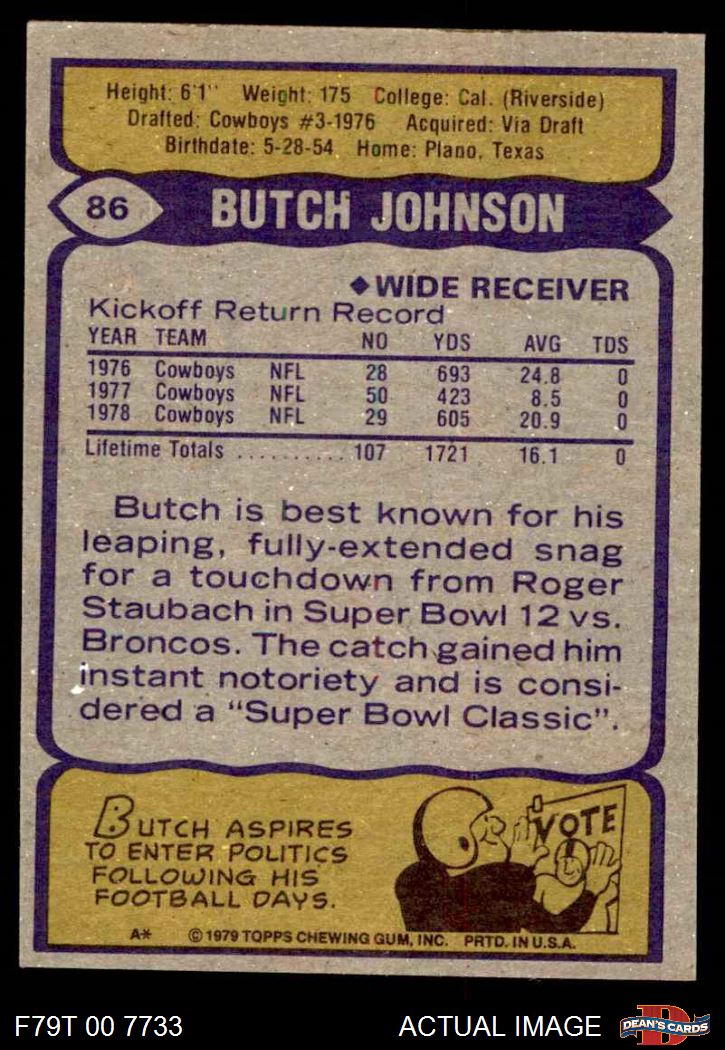 Height: 6'1" Weight: 175 College: Cal. (Riverside)
Drafted: Cowboys #3-1976 Acquired: Via Draft
Birthdate: 5-28-54 Home: Plano, Texas
86 BUTCH JOHNSON
◆WIDE RECEIVER
Kickoff Return Record
YEAR TEAM NO YDS AVG TDS
1976 Cowboys NFL 28 693 24.8 0
1977 Cowboys NFL 50 423 8.5 0
1978 Cowboys NFL 29 605 20.9 0
Lifetime Totals .......... 107 1721 16.1 0
Butch is best known for his
leaping, fully-extended snag
for a touchdown from Roger
Staubach in Super Bowl 12 vs.
Broncos. The catch gained him
instant notoriety and is consi-
dered a "Super Bowl Classic".
BUTCH ASPIRES
TO ENTER POLITICS
FOLLOWING HIS
FOOTBALL DAYS.
VOTE
A* © 1979 TOPPS CHEWING GUM, INC. PRTD. IN U.S.A.
F79T 00 7733 ACTUAL IMAGE
D
DEAN'S CARDS